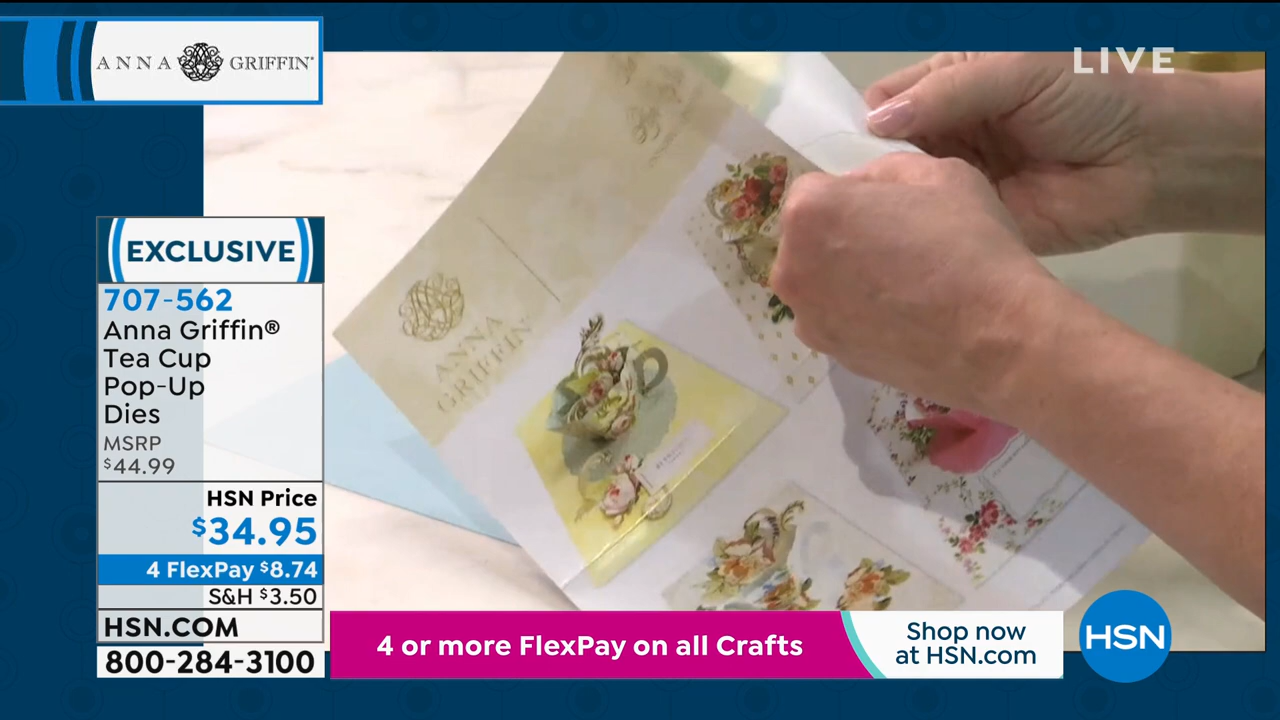 ANNA GRIFFIN®
LIVE
EXCLUSIVE
707-562
Anna Griffin®
Tea Cup
Pop-Up
Dies
MSRP
$44.99
HSN Price
$34.95
4 FlexPay $8.74
S&H $3.50
HSN.COM
800-284-3100
ANNA
GRIFFIN
4 or more FlexPay on all Crafts
Shop now
at HSN.com
HSN